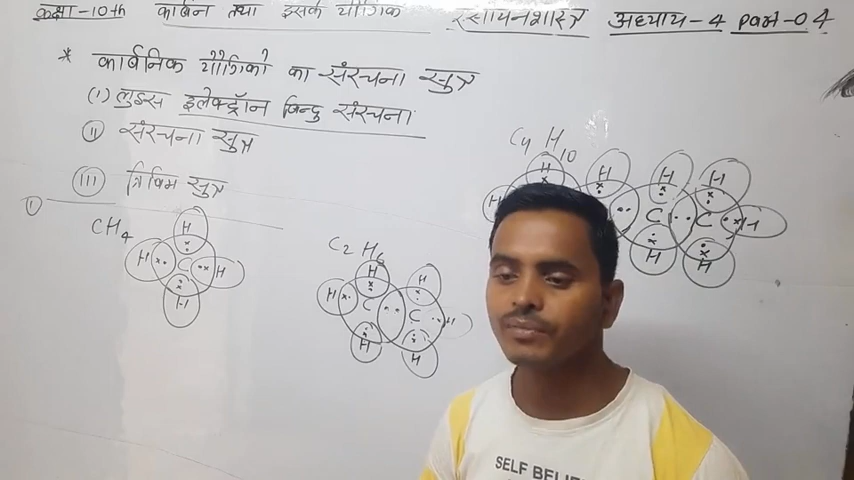 कक्षा-10th कार्बन तथा इसके यौगिक रसायनशास्त्र अध्याय-4 part-04
* कार्बनिक यौगिको का संरचना सुत्र
(i) लुइस इलेक्ट्रॉन बिन्दु संरचना
(ii) संरचना सुत्र
(iii) त्रिविम सुत्र
(i)
CH4
H
H C H
H
C2H6
H H
H C C H
H H
C4H10
H H H H
H C C H
H H
SELF BELIE